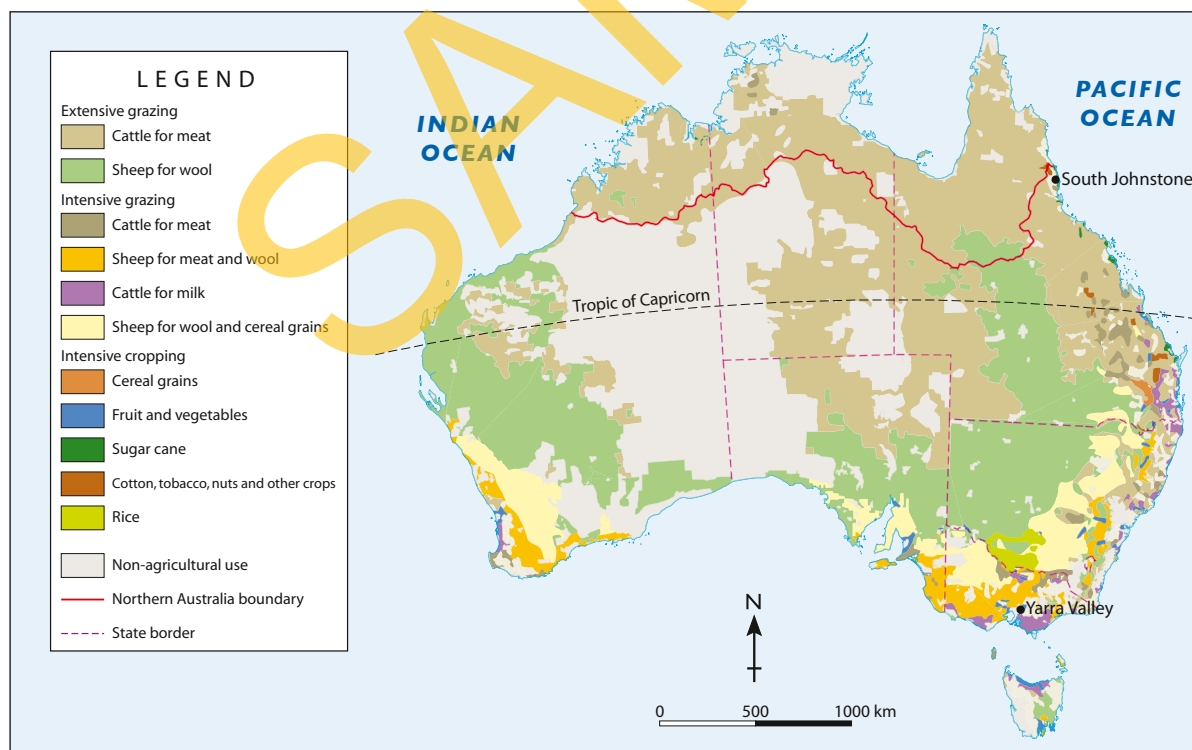 LEGEND
Extensive grazing
Cattle for meat
Sheep for wool
Intensive grazing
Cattle for meat
Sheep for meat and wool
Cattle for milk
Sheep for wool and cereal grains
Intensive cropping
Cereal grains
Fruit and vegetables
Sugar cane
Cotton, tobacco, nuts and other crops
Rice
Non-agricultural use
Northern Australia boundary
State border
INDIAN
OCEAN
PACIFIC
OCEAN
South Johnstone
Tropic of Capricorn
Yarra Valley
N
0 500 1000 km